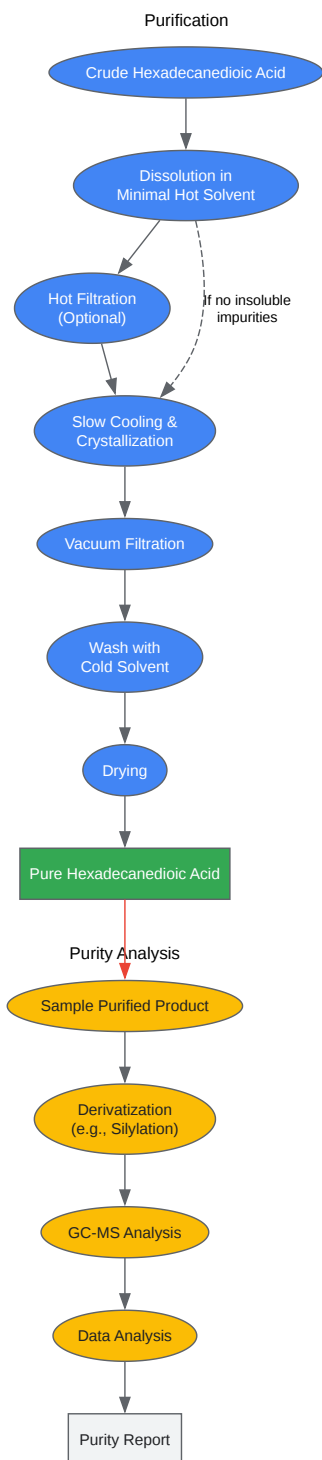 Purification
Crude Hexadecanedioic Acid
Dissolution in
Minimal Hot Solvent
Hot Filtration
(Optional)
If no insoluble
impurities
Slow Cooling &
Crystallization
Vacuum Filtration
Wash with
Cold Solvent
Drying
Pure Hexadecanedioic Acid
Purity Analysis
Sample Purified Product
Derivatization
(e.g., Silylation)
GC-MS Analysis
Data Analysis
Purity Report